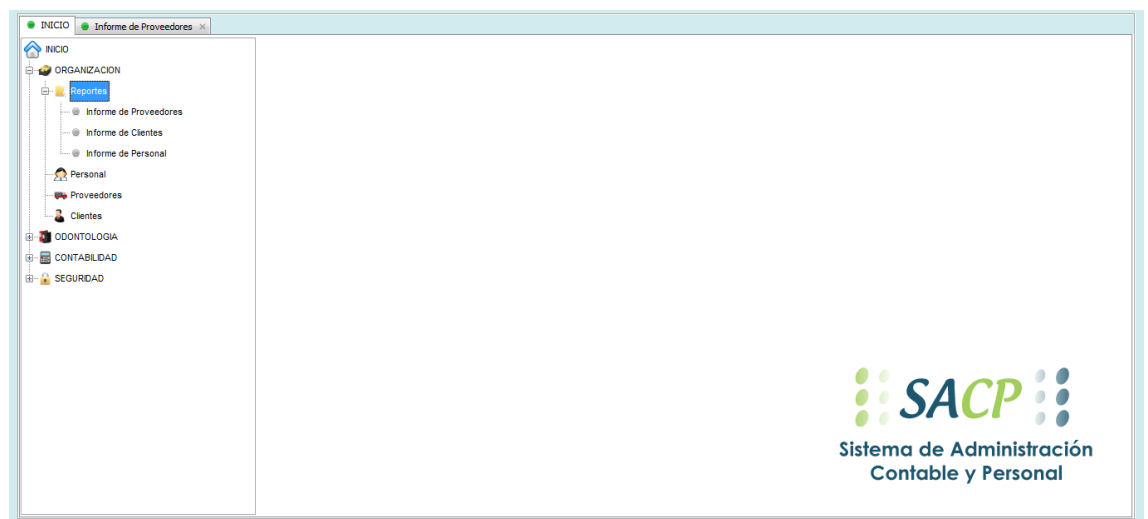 INICIO
Informe de Proveedores
INICIO
ORGANIZACION
Reportes
Informe de Proveedores
Informe de Clientes
Informe de Personal
Personal
Proveedores
Clientes
ODONTOLOGIA
CONTABILIDAD
SEGURIDAD
SACP
Sistema de Administración
Contable y Personal